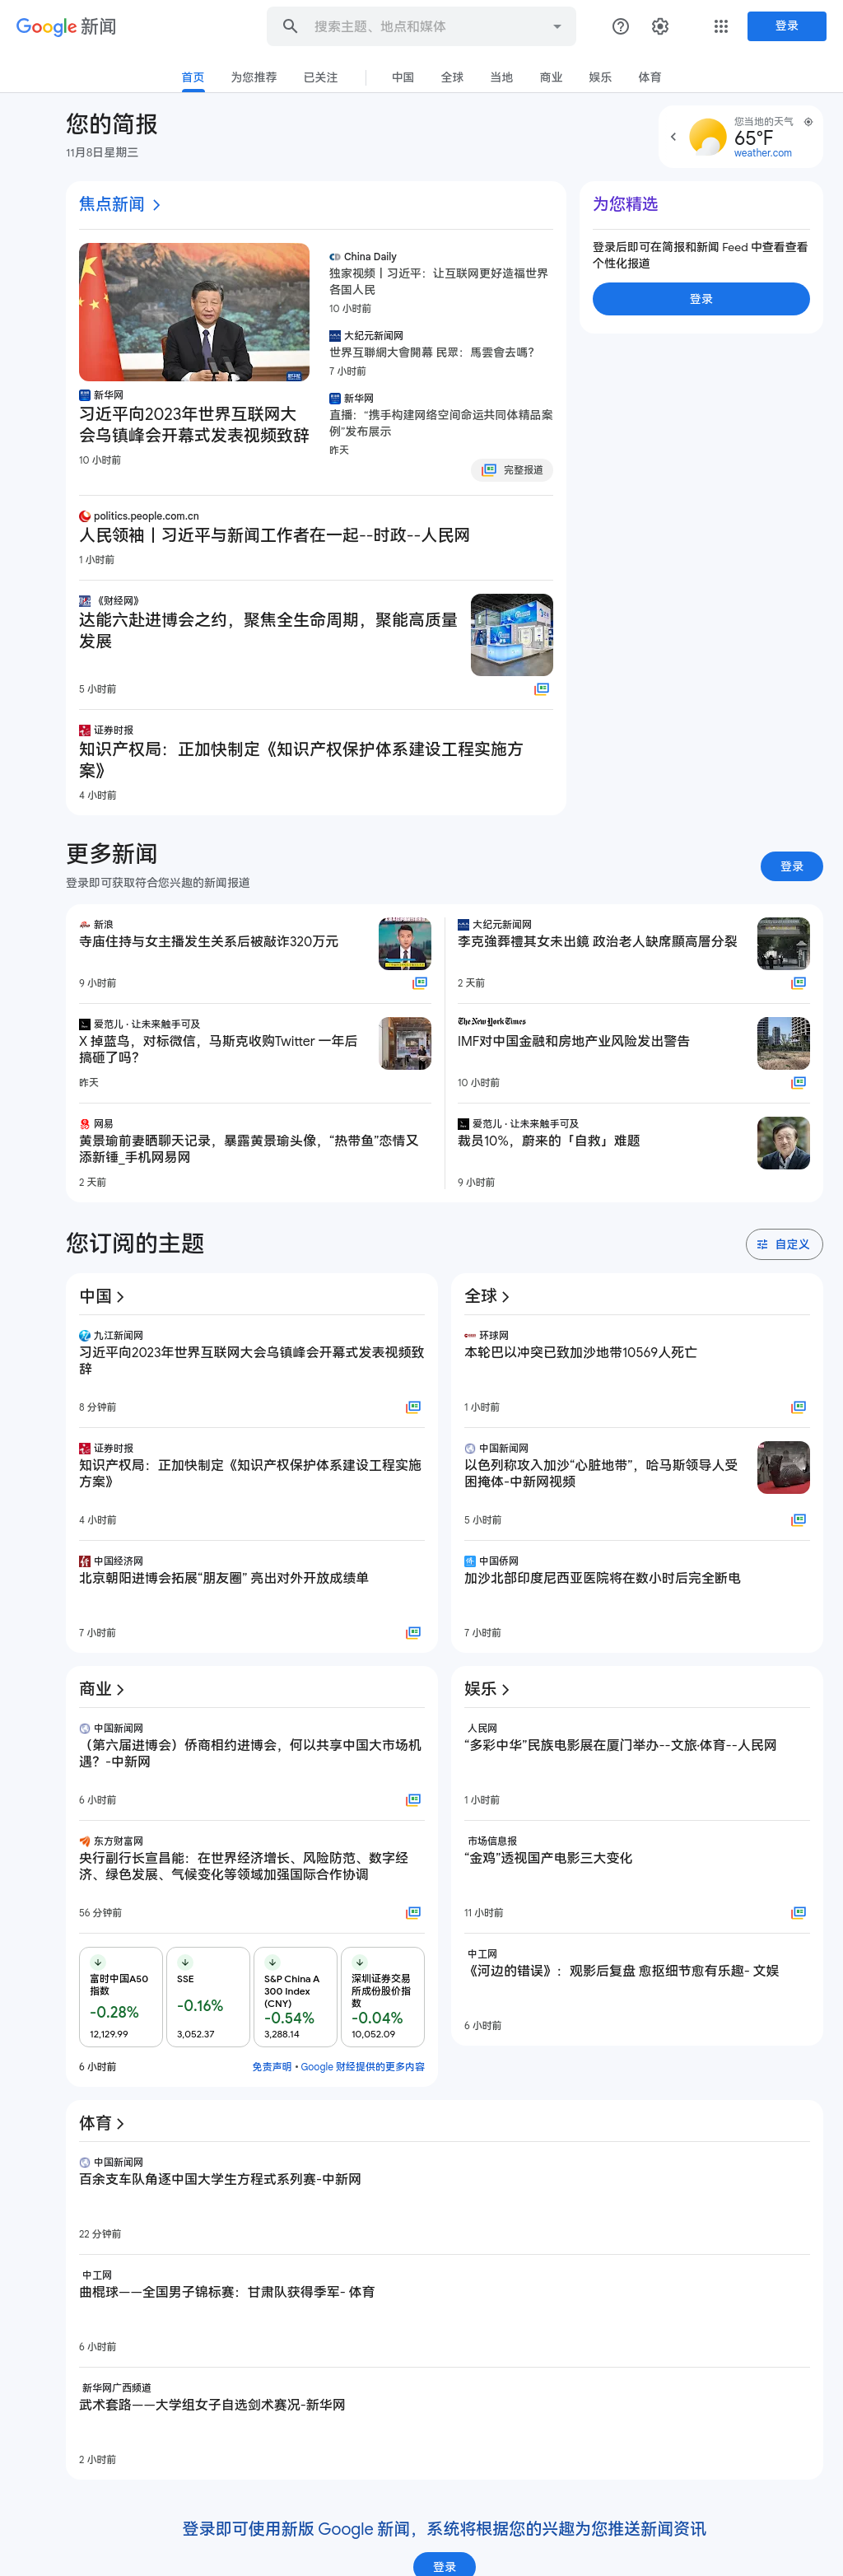 Google 新闻
搜索主题、地点和媒体
登录
首页
为您推荐
已关注
中国
全球
当地
商业
娱乐
体育
您的简报
11月8日星期三
您当地的天气
65°F
weather.com
焦点新闻
新华网
习近平向2023年世界互联网大
会乌镇峰会开幕式发表视频致辞
10 小时前
China Daily
独家视频丨习近平：让互联网更好造福世界
各国人民
10 小时前
大纪元新闻网
世界互聯網大會開幕 民眾：馬雲會去嗎？
7 小时前
新华网
直播：“携手构建网络空间命运共同体精品案
例”发布展示
昨天
完整报道
politics.people.com.cn
人民领袖丨习近平与新闻工作者在一起--时政--人民网
1 小时前
《财经网》
达能六赴进博会之约，聚焦全生命周期，聚能高质量
发展
5 小时前
证券时报
知识产权局：正加快制定《知识产权保护体系建设工程实施方
案》
4 小时前
为您精选
登录后即可在简报和新闻 Feed 中查看查看
个性化报道
登录
更多新闻
登录即可获取符合您兴趣的新闻报道
登录
新浪
寺庙住持与女主播发生关系后被敲诈320万元
9 小时前
爱范儿 · 让未来触手可及
X 掉蓝鸟，对标微信，马斯克收购Twitter 一年后
搞砸了吗？
昨天
网易
黄景瑜前妻晒聊天记录，暴露黄景瑜头像，“热带鱼”恋情又
添新锤_手机网易网
2 天前
大纪元新闻网
李克強葬禮其女未出鏡 政治老人缺席顯高層分裂
2 天前
The New York Times
IMF对中国金融和房地产业风险发出警告
10 小时前
爱范儿 · 让未来触手可及
裁员10%，蔚来的「自救」难题
9 小时前
您订阅的主题
自定义
中国
九江新闻网
习近平向2023年世界互联网大会乌镇峰会开幕式发表视频致
辞
8 分钟前
证券时报
知识产权局：正加快制定《知识产权保护体系建设工程实施
方案》
4 小时前
中国经济网
北京朝阳进博会拓展“朋友圈” 亮出对外开放成绩单
7 小时前
全球
环球网
本轮巴以冲突已致加沙地带10569人死亡
1 小时前
中国新闻网
以色列称攻入加沙“心脏地带”，哈马斯领导人受
困掩体-中新网视频
5 小时前
中国侨网
加沙北部印度尼西亚医院将在数小时后完全断电
7 小时前
商业
中国新闻网
（第六届进博会）侨商相约进博会，何以共享中国大市场机
遇？-中新网
6 小时前
东方财富网
央行副行长宣昌能：在世界经济增长、风险防范、数字经
济、绿色发展、气候变化等领域加强国际合作协调
56 分钟前
富时中国A50
指数
-0.28%
12,129.99
SSE
-0.16%
3,052.37
S&P China A
300 Index
(CNY)
-0.54%
3,288.14
深圳证券交易
所成份股价指
数
-0.04%
10,052.09
6 小时前
免责声明 • Google 财经提供的更多内容
娱乐
人民网
“多彩中华”民族电影展在厦门举办--文旅·体育--人民网
1 小时前
市场信息报
“金鸡”透视国产电影三大变化
11 小时前
中工网
《河边的错误》：观影后复盘 愈抠细节愈有乐趣- 文娱
6 小时前
体育
中国新闻网
百余支车队角逐中国大学生方程式系列赛-中新网
22 分钟前
中工网
曲棍球——全国男子锦标赛：甘肃队获得季军- 体育
6 小时前
新华网广西频道
武术套路——大学组女子自选剑术赛况-新华网
2 小时前
登录即可使用新版 Google 新闻，系统将根据您的兴趣为您推送新闻资讯
登录